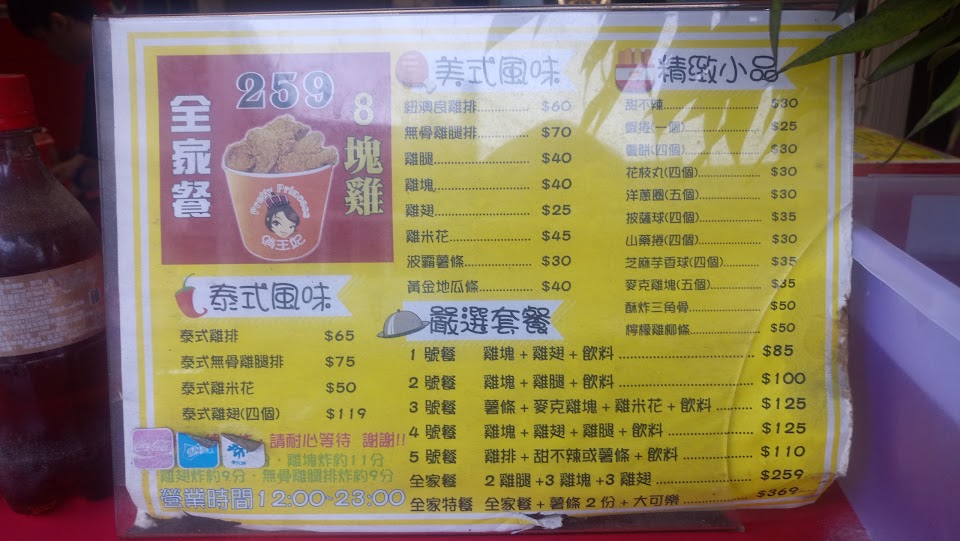 259
全家餐
8塊雞
Pretty Princess
美式風味
紐澳良雞排 $60
無骨雞腿排 $70
雞腿 $40
雞塊 $40
雞翅 $25
雞米花 $45
波霸薯條 $30
黃金地瓜條 $40
精緻小品
甜不辣 $30
蝦捲(一個) $25
(四個) $30
花枝丸(四個) $30
洋蔥圈(五個) $30
披薩球(四個) $35
山藥捲(四個) $30
芝麻芋香球(四個) $35
麥克雞塊(五個) $35
酥炸三角骨 $50
檸檬雞柳條 $50
泰式風味
泰式雞排 $65
泰式無骨雞腿排 $75
泰式雞米花 $50
泰式雞翅(四個) $119
嚴選套餐
1 號餐 雞塊+雞翅+飲料 $85
2 號餐 雞塊+雞腿+飲料 $100
3 號餐 薯條+麥克雞塊+雞米花+飲料 $125
4 號餐 雞塊+雞翅+雞腿+飲料 $125
5 號餐 雞排+甜不辣或薯條+飲料 $110
全家餐 2雞腿+3雞塊+3雞翅 $259
全家特餐 全家餐+薯條2份+大可樂 $369
請耐心等待 謝謝!!
雞塊炸約11分
雞翅炸約9分·無骨雞腿排炸約9分
營業時間12:00~23:00